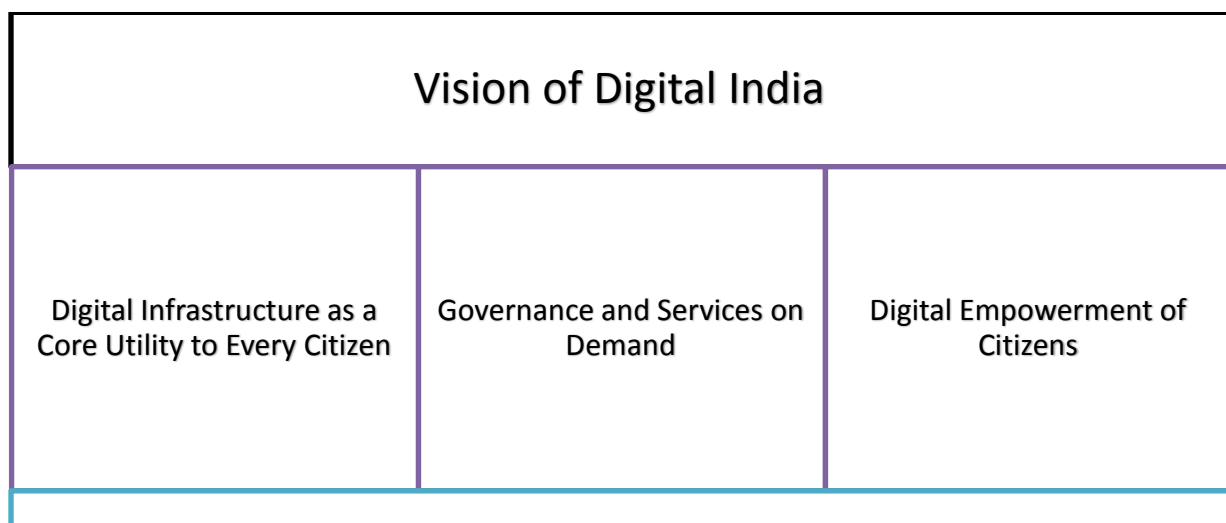 Vision of Digital India
Digital Infrastructure as a
Core Utility to Every Citizen
Governance and Services on
Demand
Digital Empowerment of
Citizens